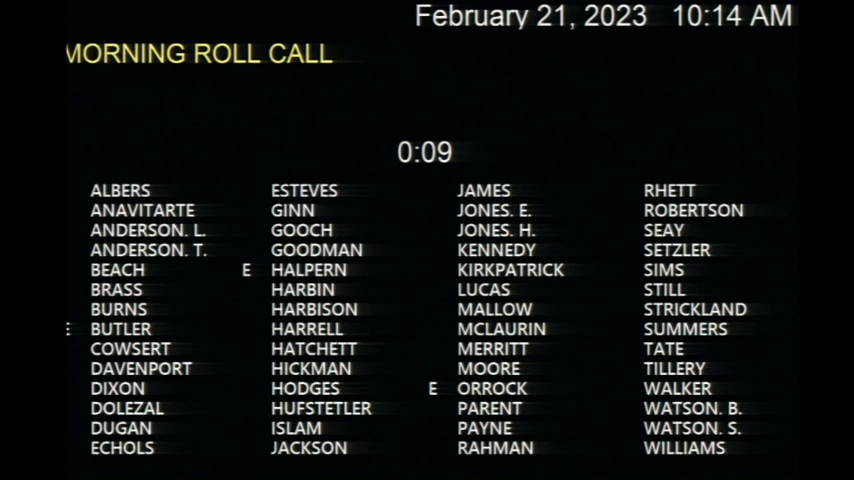 February 21, 2023 10:14 AM
MORNING ROLL CALL
0:09
ALBERS ESTEVES JAMES RHETT
ANAVITARTE GINN JONES. E. ROBERTSON
ANDERSON. L. GOOCH JONES. H. SEAY
ANDERSON. T. GOODMAN KENNEDY SETZLER
BEACH E HALPERN KIRKPATRICK SIMS
BRASS HARBIN LUCAS STILL
BURNS HARBISON MALLOW STRICKLAND
E BUTLER HARRELL MCLAURIN SUMMERS
COWSERT HATCHETT MERRITT TATE
DAVENPORT HICKMAN MOORE TILLERY
DIXON HODGES E ORROCK WALKER
DOLEZAL HUFSTETLER PARENT WATSON. B.
DUGAN ISLAM PAYNE WATSON. S.
ECHOLS JACKSON RAHMAN WILLIAMS